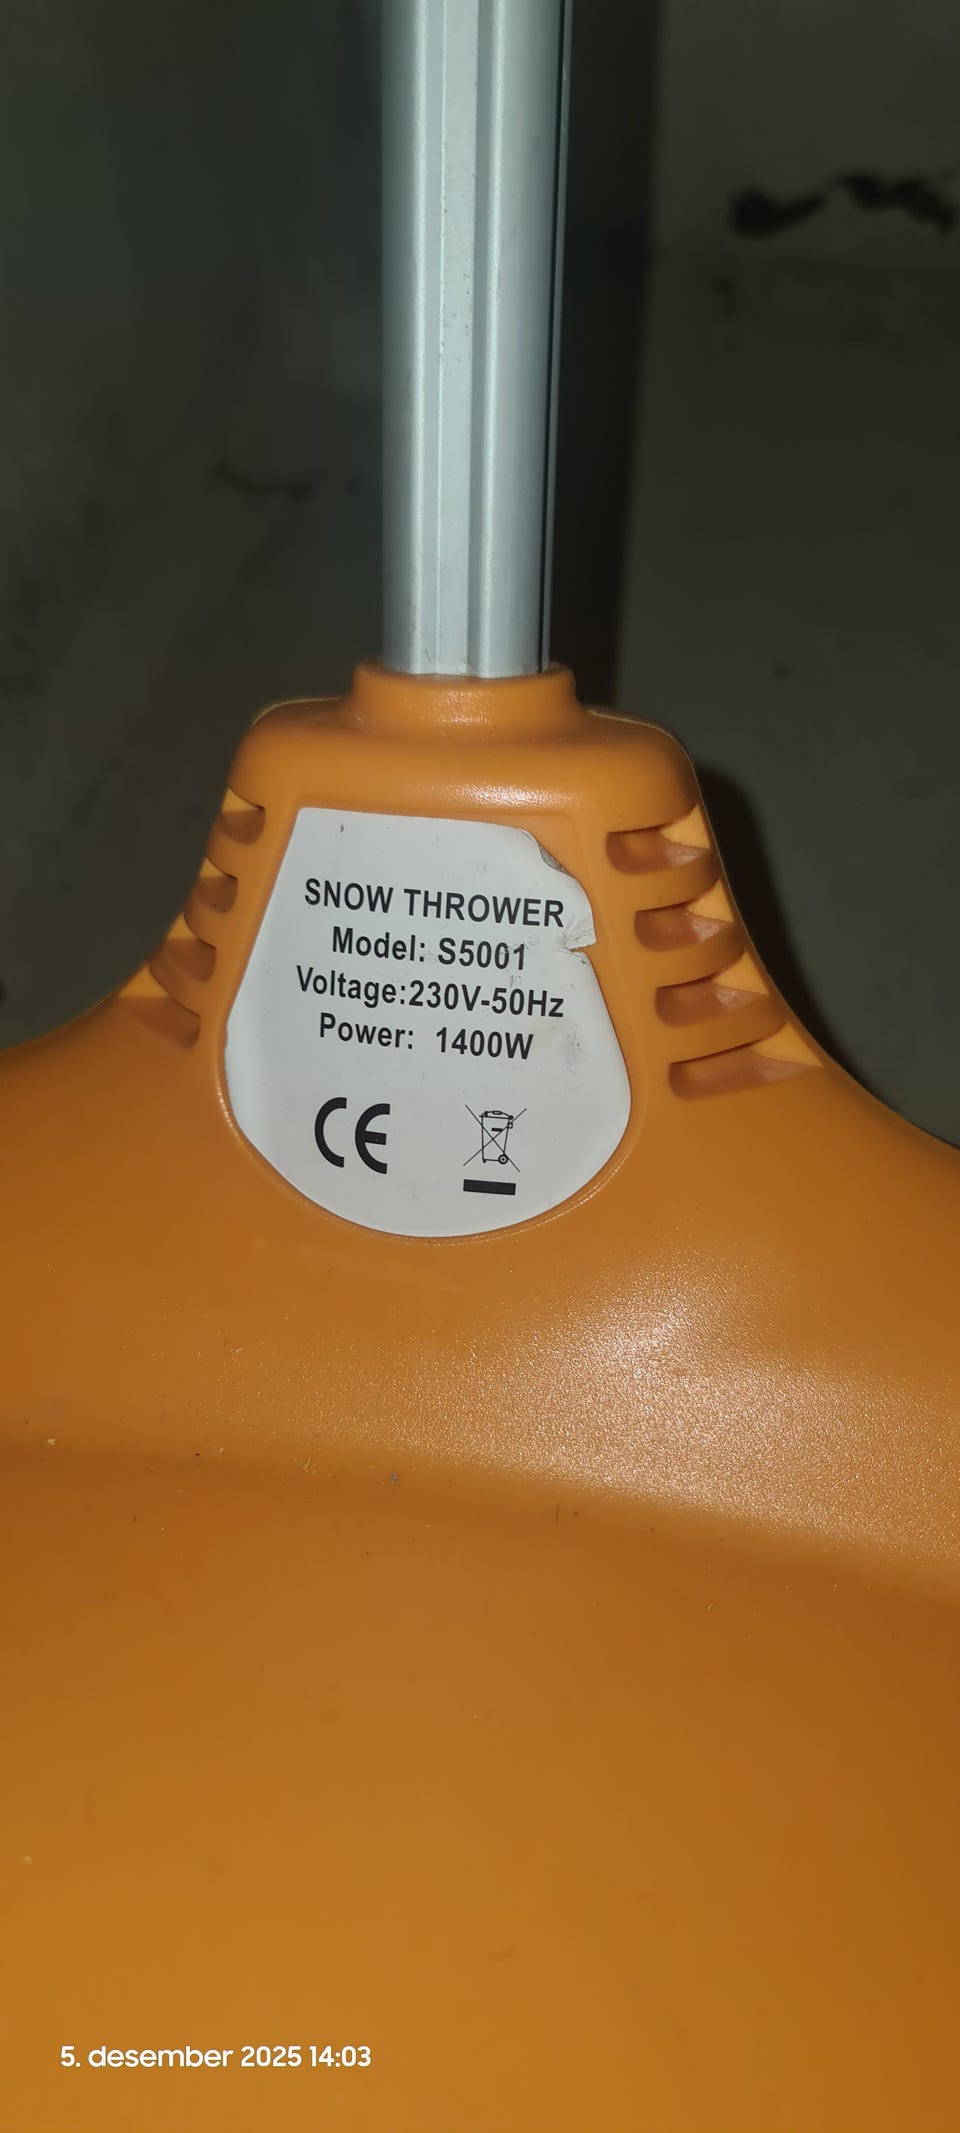 SNOW THROWER
Model: S5001
Voltage:230V-50Hz
Power: 1400W
CE
5. desember 2025 14:03